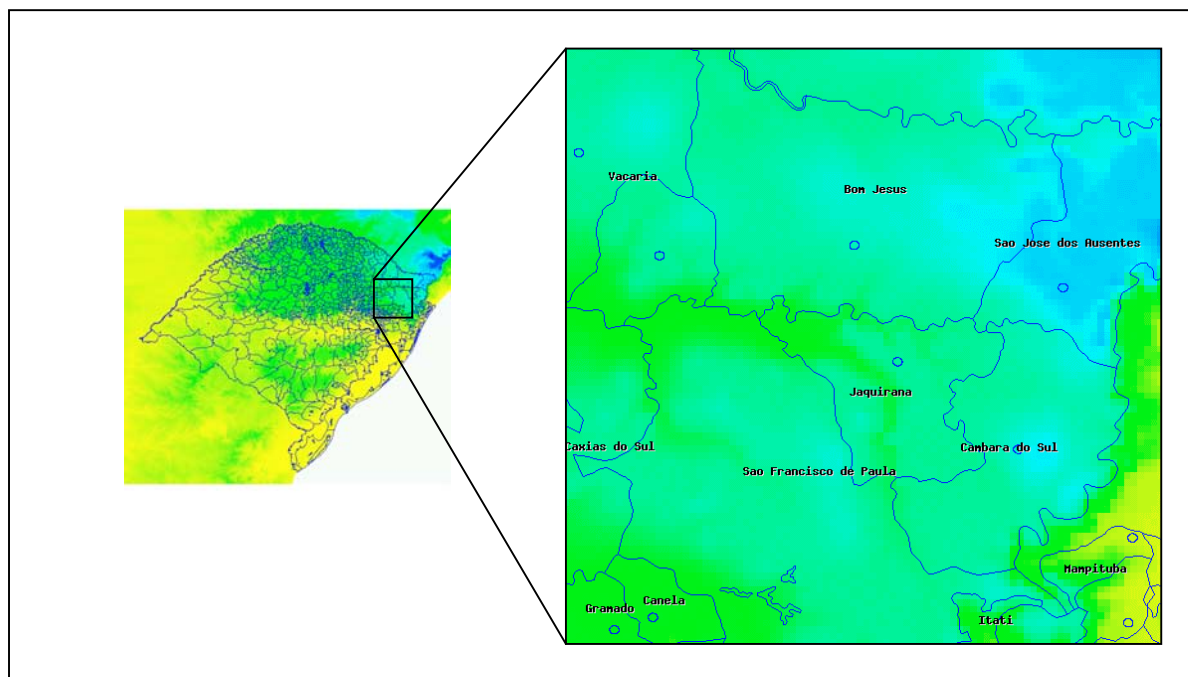 Vacaria
Bom Jesus
Sao Jose dos Ausentes
Jaquirana
Caxias do Sul
Cambara do Sul
Sao Francisco de Paula
Mampituba
Canela
Gramado
Itati